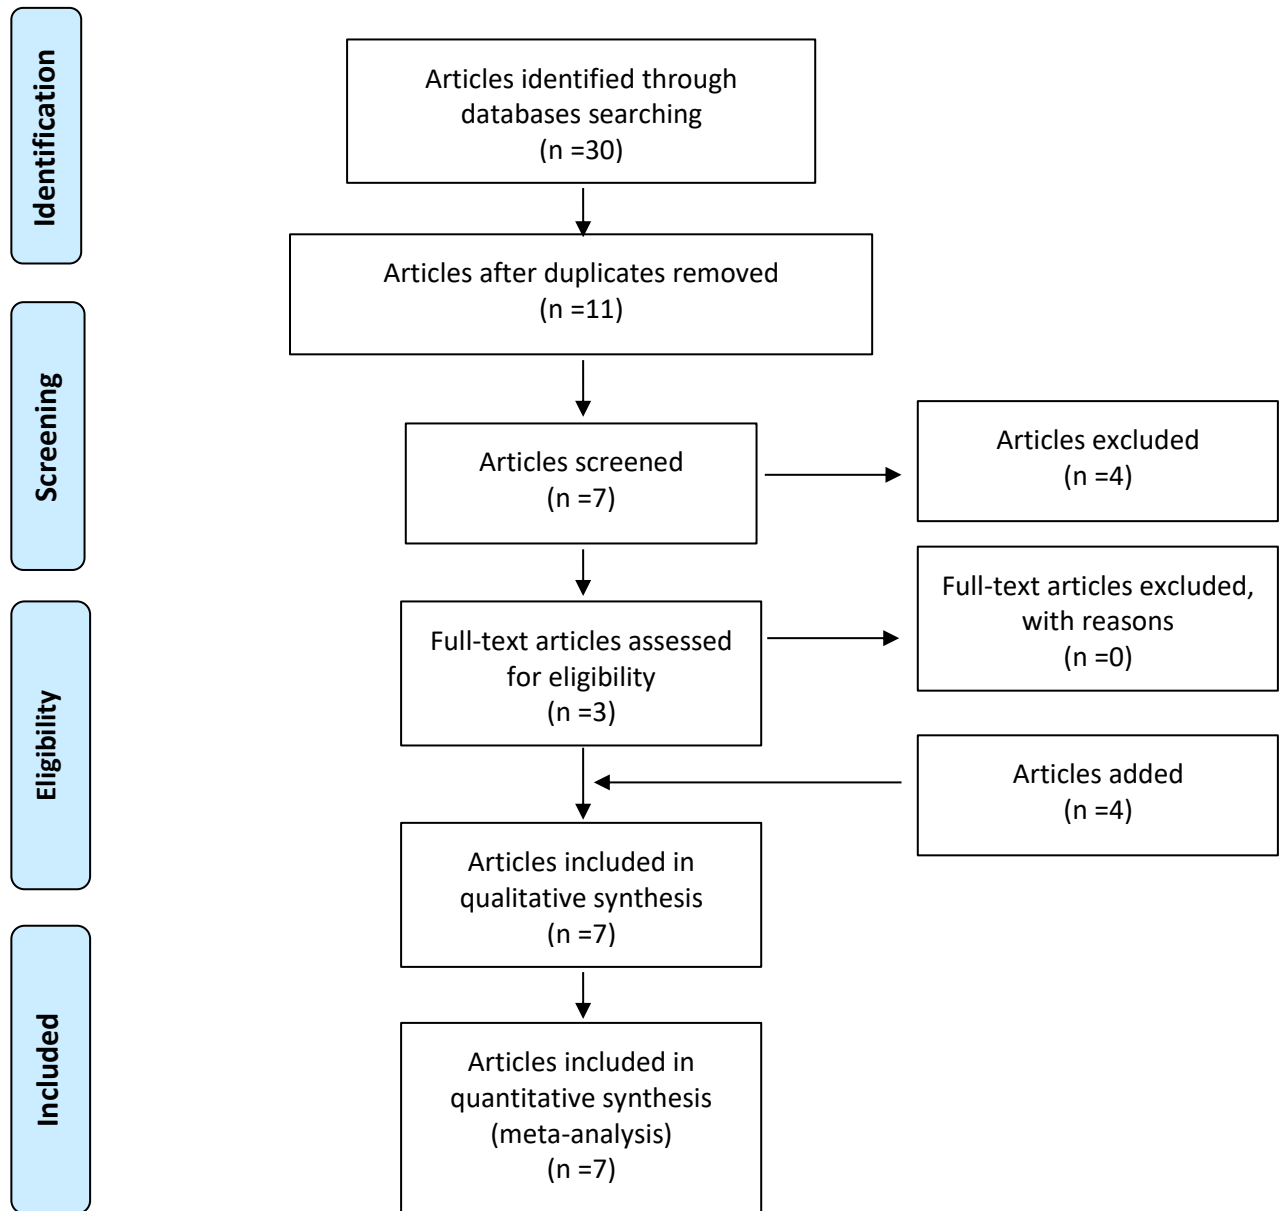 Identification
Articles identified through
databases searching
(n =30)
Articles after duplicates removed
(n =11)
Screening
Articles screened
(n =7)
Articles excluded
(n =4)
Full-text articles assessed
for eligibility
(n =3)
Full-text articles excluded,
with reasons
(n =0)
Eligibility
Articles added
(n =4)
Articles included in
qualitative synthesis
(n =7)
Included
Articles included in
quantitative synthesis
(meta-analysis)
(n =7)